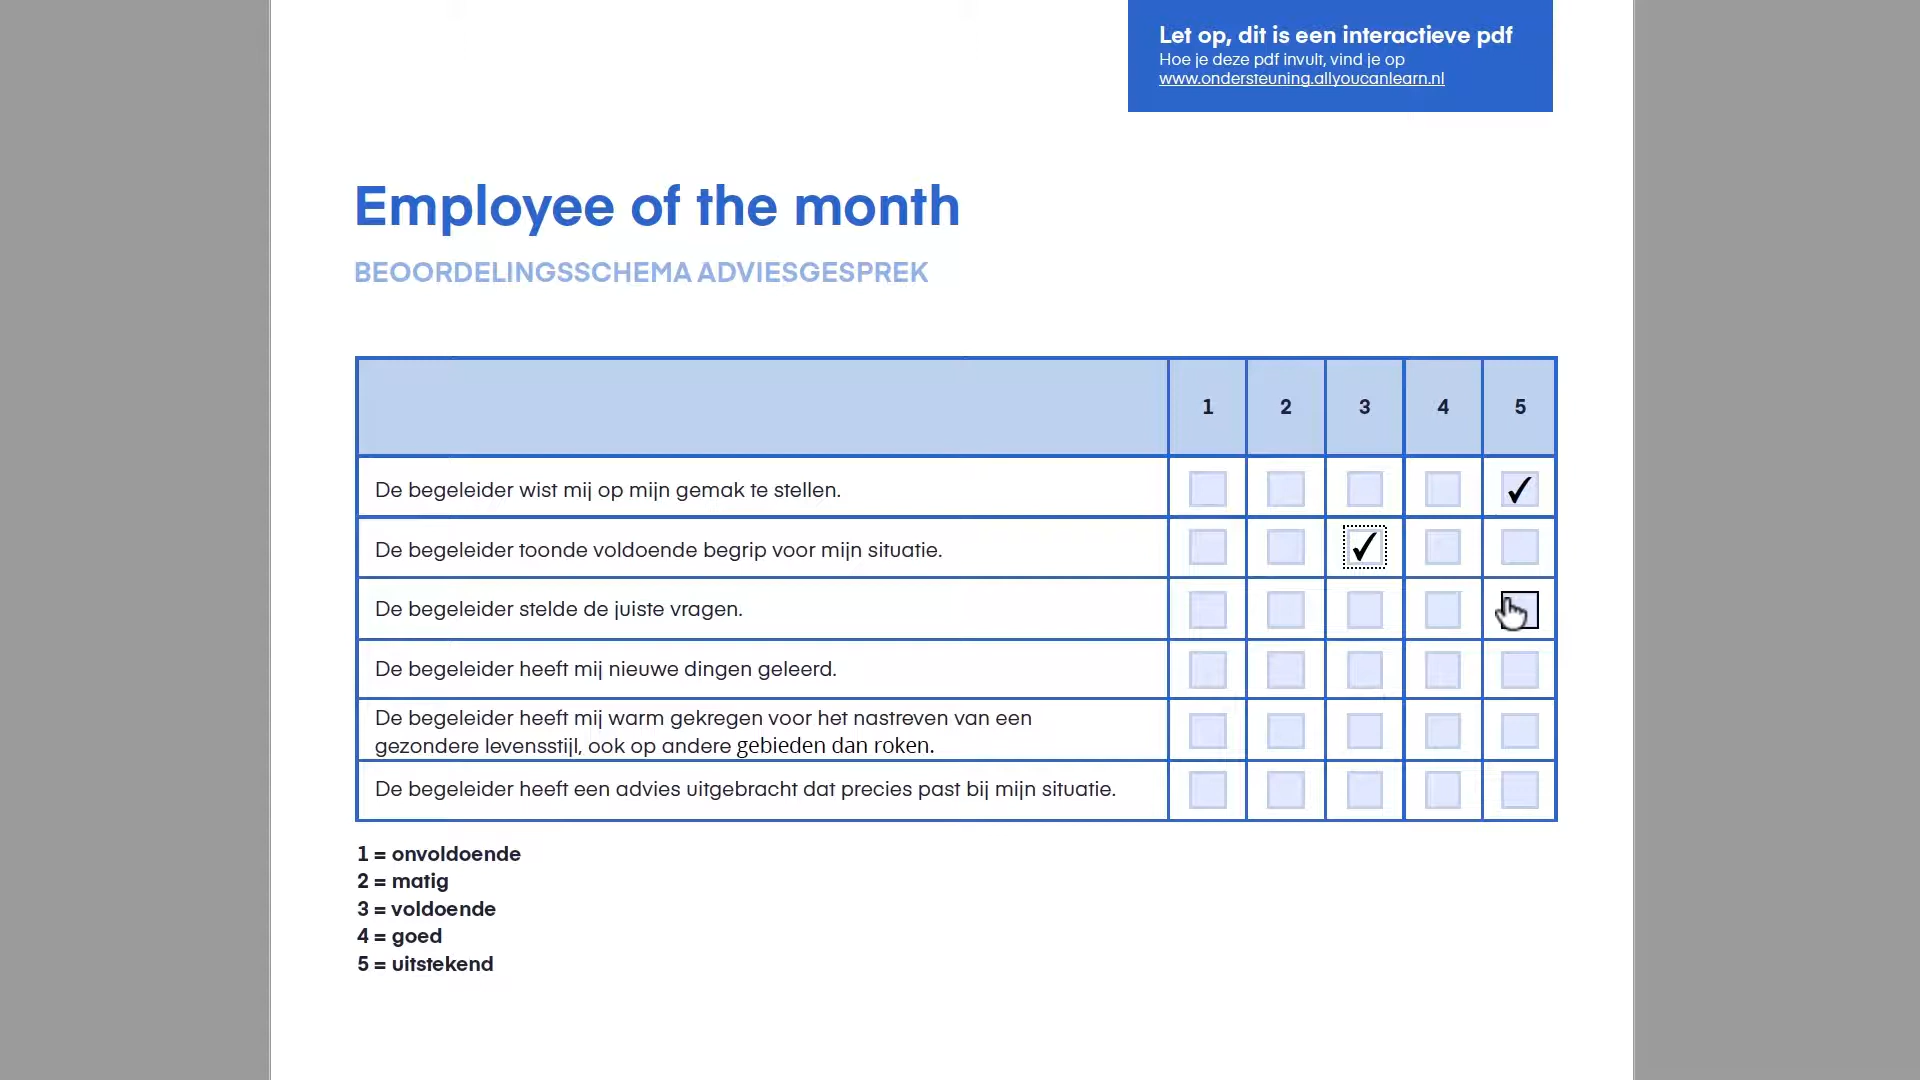 Let op, dit is een interactieve pdf
Hoe je deze pdf invult, vind je op
www.ondersteuning.allyoucanlearn.nl
Employee of the month
BEOORDELINGSSCHEMA ADVIESGESPREK
1 2 3 4 5
De begeleider wist mij op mijn gemak te stellen.
De begeleider toonde voldoende begrip voor mijn situatie.
De begeleider stelde de juiste vragen.
De begeleider heeft mij nieuwe dingen geleerd.
De begeleider heeft mij warm gekregen voor het nastreven van een
gezondere levensstijl, ook op andere gebieden dan roken.
De begeleider heeft een advies uitgebracht dat precies past bij mijn situatie.
1 = onvoldoende
2 = matig
3 = voldoende
4 = goed
5 = uitstekend